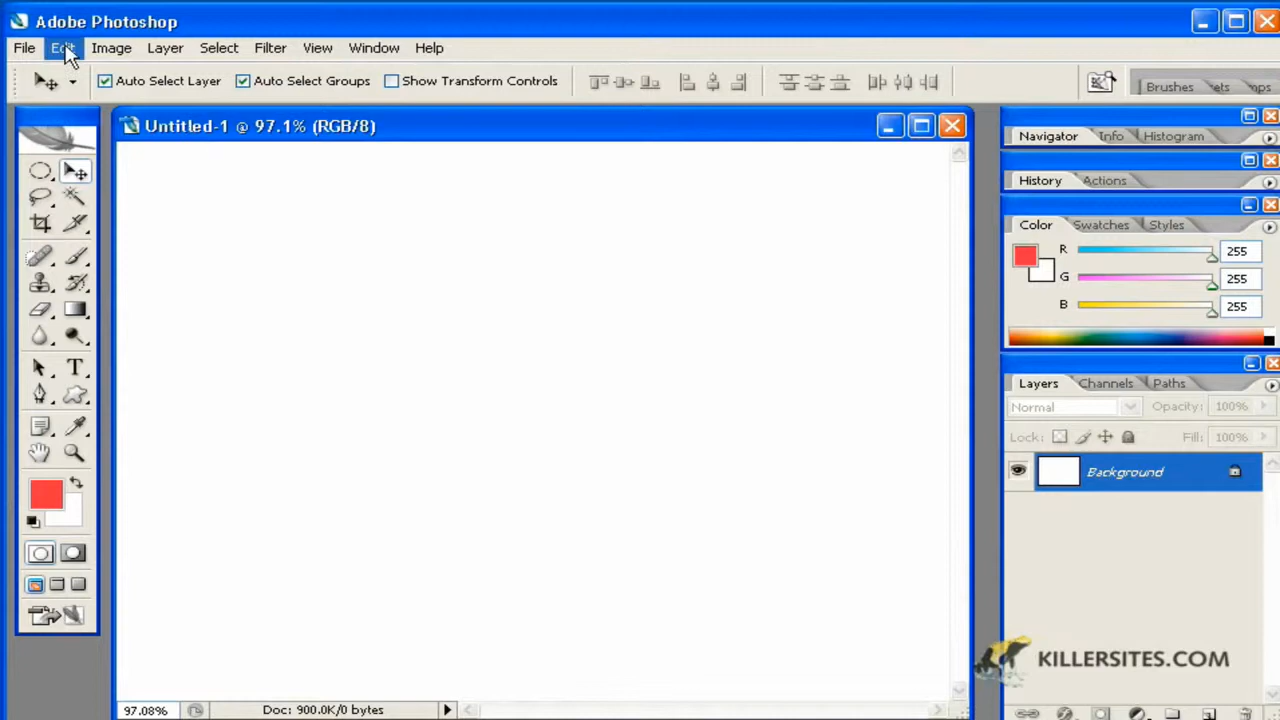 Adobe Photoshop
File Edit Image Layer Select Filter View Window Help
Auto Select Layer Auto Select Groups Show Transform Controls
Brushes
Untitled-1 @ 97.1% (RGB/8)
Navigator Info Histogram
History Actions
Color Swatches Styles
R 255
G 255
B 255
T
Layers Channels Paths
Normal Opacity: 100%
Lock: Fill: 100%
Background
KILLERSITES.COM
97.08% Doc: 900.0K/0 bytes